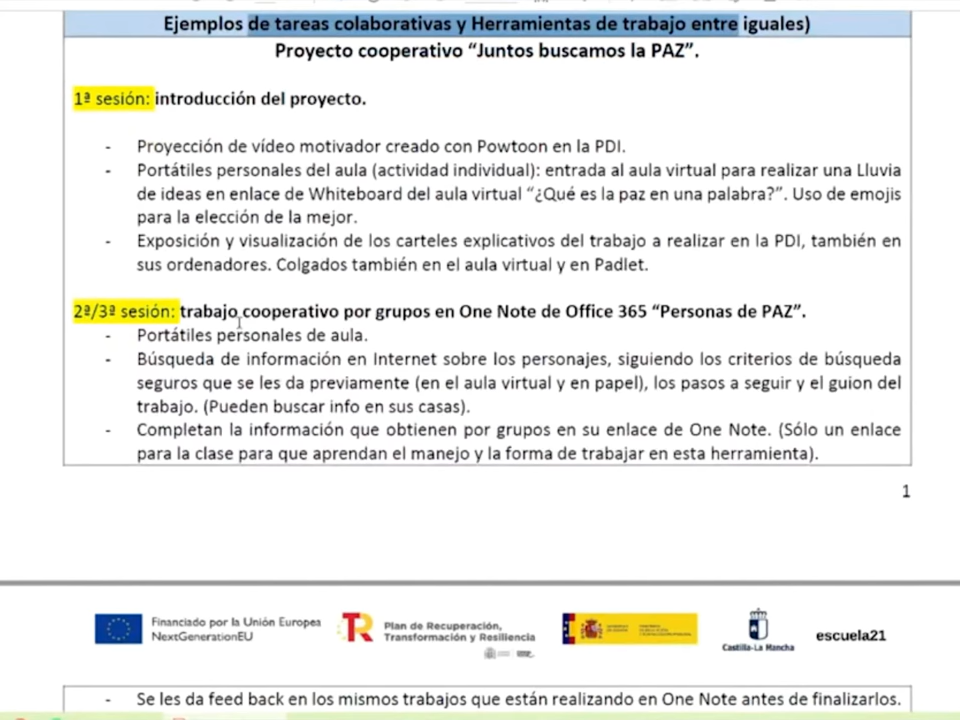 Ejemplos de tareas colaborativas y Herramientas de trabajo entre iguales)
Proyecto cooperativo “Juntos buscamos la PAZ”.
1ª sesión: introducción del proyecto.
- Proyección de vídeo motivador creado con Powtoon en la PDI.
- Portátiles personales del aula (actividad individual): entrada al aula virtual para realizar una Lluvia
de ideas en enlace de Whiteboard del aula virtual “¿Qué es la paz en una palabra?”. Uso de emojis
para la elección de la mejor.
- Exposición y visualización de los carteles explicativos del trabajo a realizar en la PDI, también en
sus ordenadores. Colgados también en el aula virtual y en Padlet.
2ª/3ª sesión: trabajo cooperativo por grupos en One Note de Office 365 “Personas de PAZ”.
- Portátiles personales de aula.
- Búsqueda de información en Internet sobre los personajes, siguiendo los criterios de búsqueda
seguros que se les da previamente (en el aula virtual y en papel), los pasos a seguir y el guion del
trabajo. (Pueden buscar info en sus casas).
- Completan la información que obtienen por grupos en su enlace de One Note. (Sólo un enlace
para la clase para que aprendan el manejo y la forma de trabajar en esta herramienta).
1
Financiado por la Unión Europea
NextGenerationEU
TR
Plan de Recuperación,
Transformación y Resiliencia
Castilla-La Mancha
escuela21
- Se les da feed back en los mismos trabajos que están realizando en One Note antes de finalizarlos.